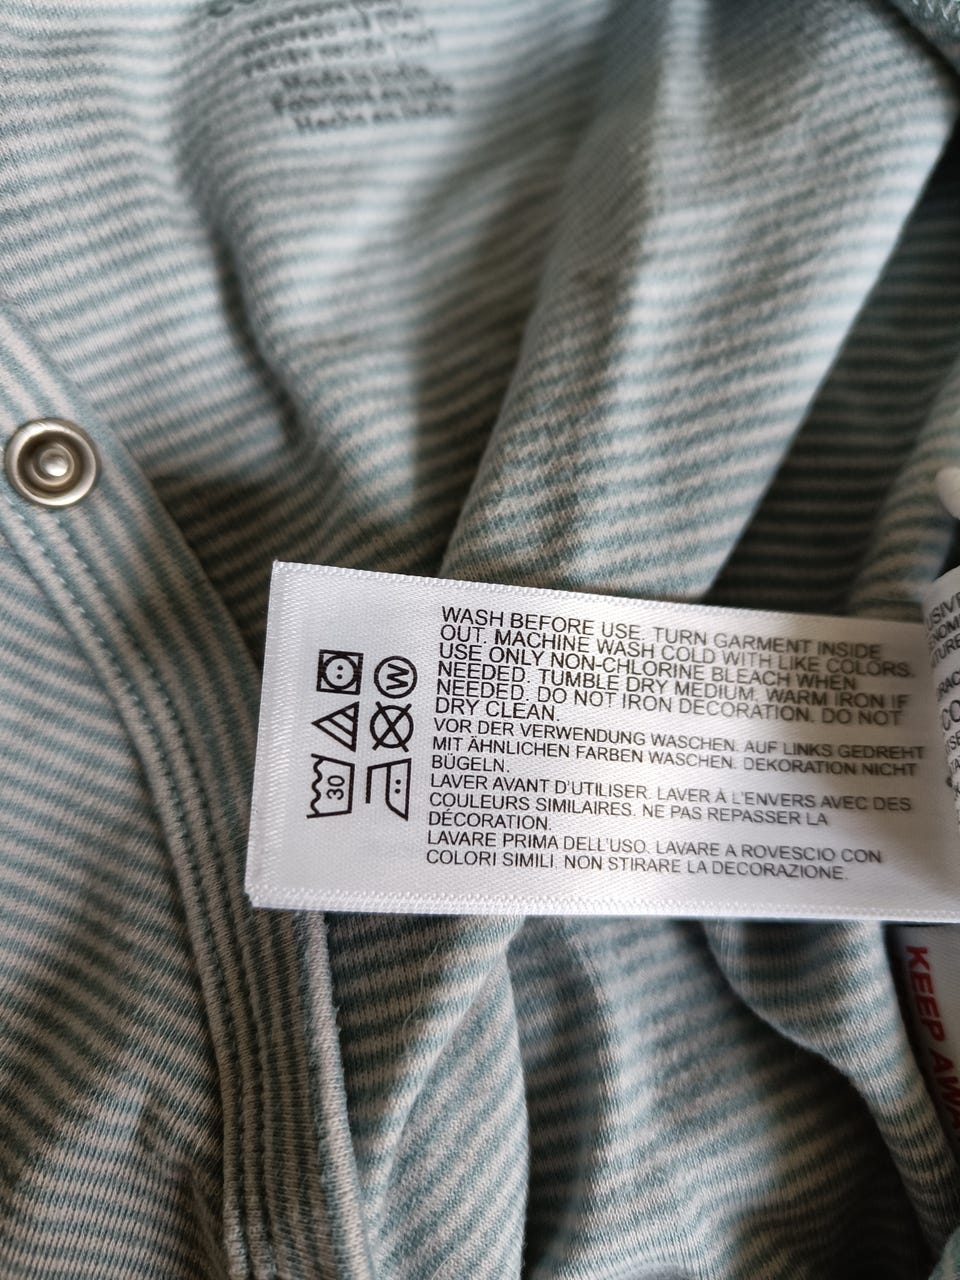 Made in India
Hecho en India
30
W
WASH BEFORE USE. TURN GARMENT INSIDE
OUT. MACHINE WASH COLD WITH LIKE COLORS.
USE ONLY NON-CHLORINE BLEACH WHEN
NEEDED. TUMBLE DRY MEDIUM. WARM IRON IF
NEEDED. DO NOT IRON DECORATION. DO NOT
DRY CLEAN.
VOR DER VERWENDUNG WASCHEN. AUF LINKS GEDREHT
MIT ÄHNLICHEN FARBEN WASCHEN. DEKORATION NICHT
BÜGELN.
LAVER AVANT D'UTILISER. LAVER À L'ENVERS AVEC DES
COULEURS SIMILAIRES. NE PAS REPASSER LA
DÉCORATION.
LAVARE PRIMA DELL'USO. LAVARE A ROVESCIO CON
COLORI SIMILI. NON STIRARE LA DECORAZIONE.
KEEP